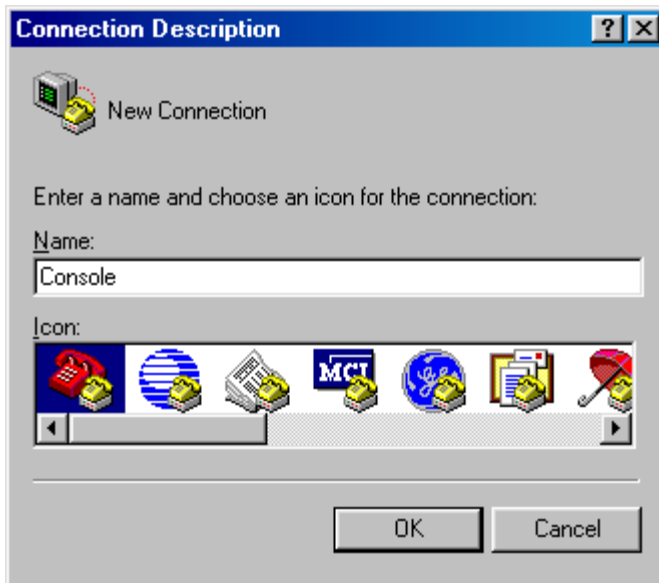 Connection Description
New Connection
Enter a name and choose an icon for the connection:
Name:
Console
Icon:
MCI
OK Cancel